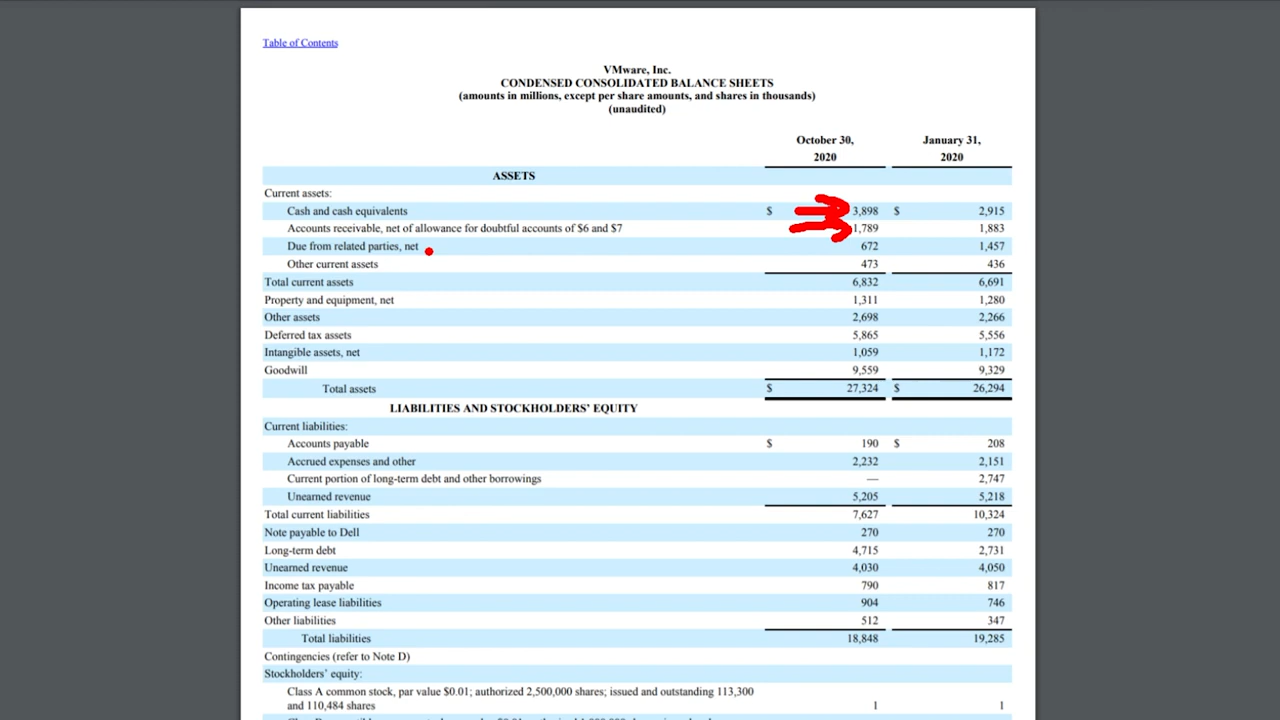 Table of Contents
VMware, Inc.
CONDENSED CONSOLIDATED BALANCE SHEETS
(amounts in millions, except per share amounts, and shares in thousands)
(unaudited)
October 30, January 31,
2020 2020
ASSETS
Current assets:
Cash and cash equivalents $ 3,898 $ 2,915
Accounts receivable, net of allowance for doubtful accounts of $6 and $7 1,789 1,883
Due from related parties, net 672 1,457
Other current assets 473 436
Total current assets 6,832 6,691
Property and equipment, net 1,311 1,280
Other assets 2,698 2,266
Deferred tax assets 5,865 5,556
Intangible assets, net 1,059 1,172
Goodwill 9,559 9,329
Total assets $ 27,324 $ 26,294
LIABILITIES AND STOCKHOLDERS’ EQUITY
Current liabilities:
Accounts payable $ 190 $ 208
Accrued expenses and other 2,232 2,151
Current portion of long-term debt and other borrowings — 2,747
Unearned revenue 5,205 5,218
Total current liabilities 7,627 10,324
Note payable to Dell 270 270
Long-term debt 4,715 2,731
Unearned revenue 4,030 4,050
Income tax payable 790 817
Operating lease liabilities 904 746
Other liabilities 512 347
Total liabilities 18,848 19,285
Contingencies (refer to Note D)
Stockholders’ equity:
Class A common stock, par value $0.01; authorized 2,500,000 shares; issued and outstanding 113,300
and 110,484 shares 1 1